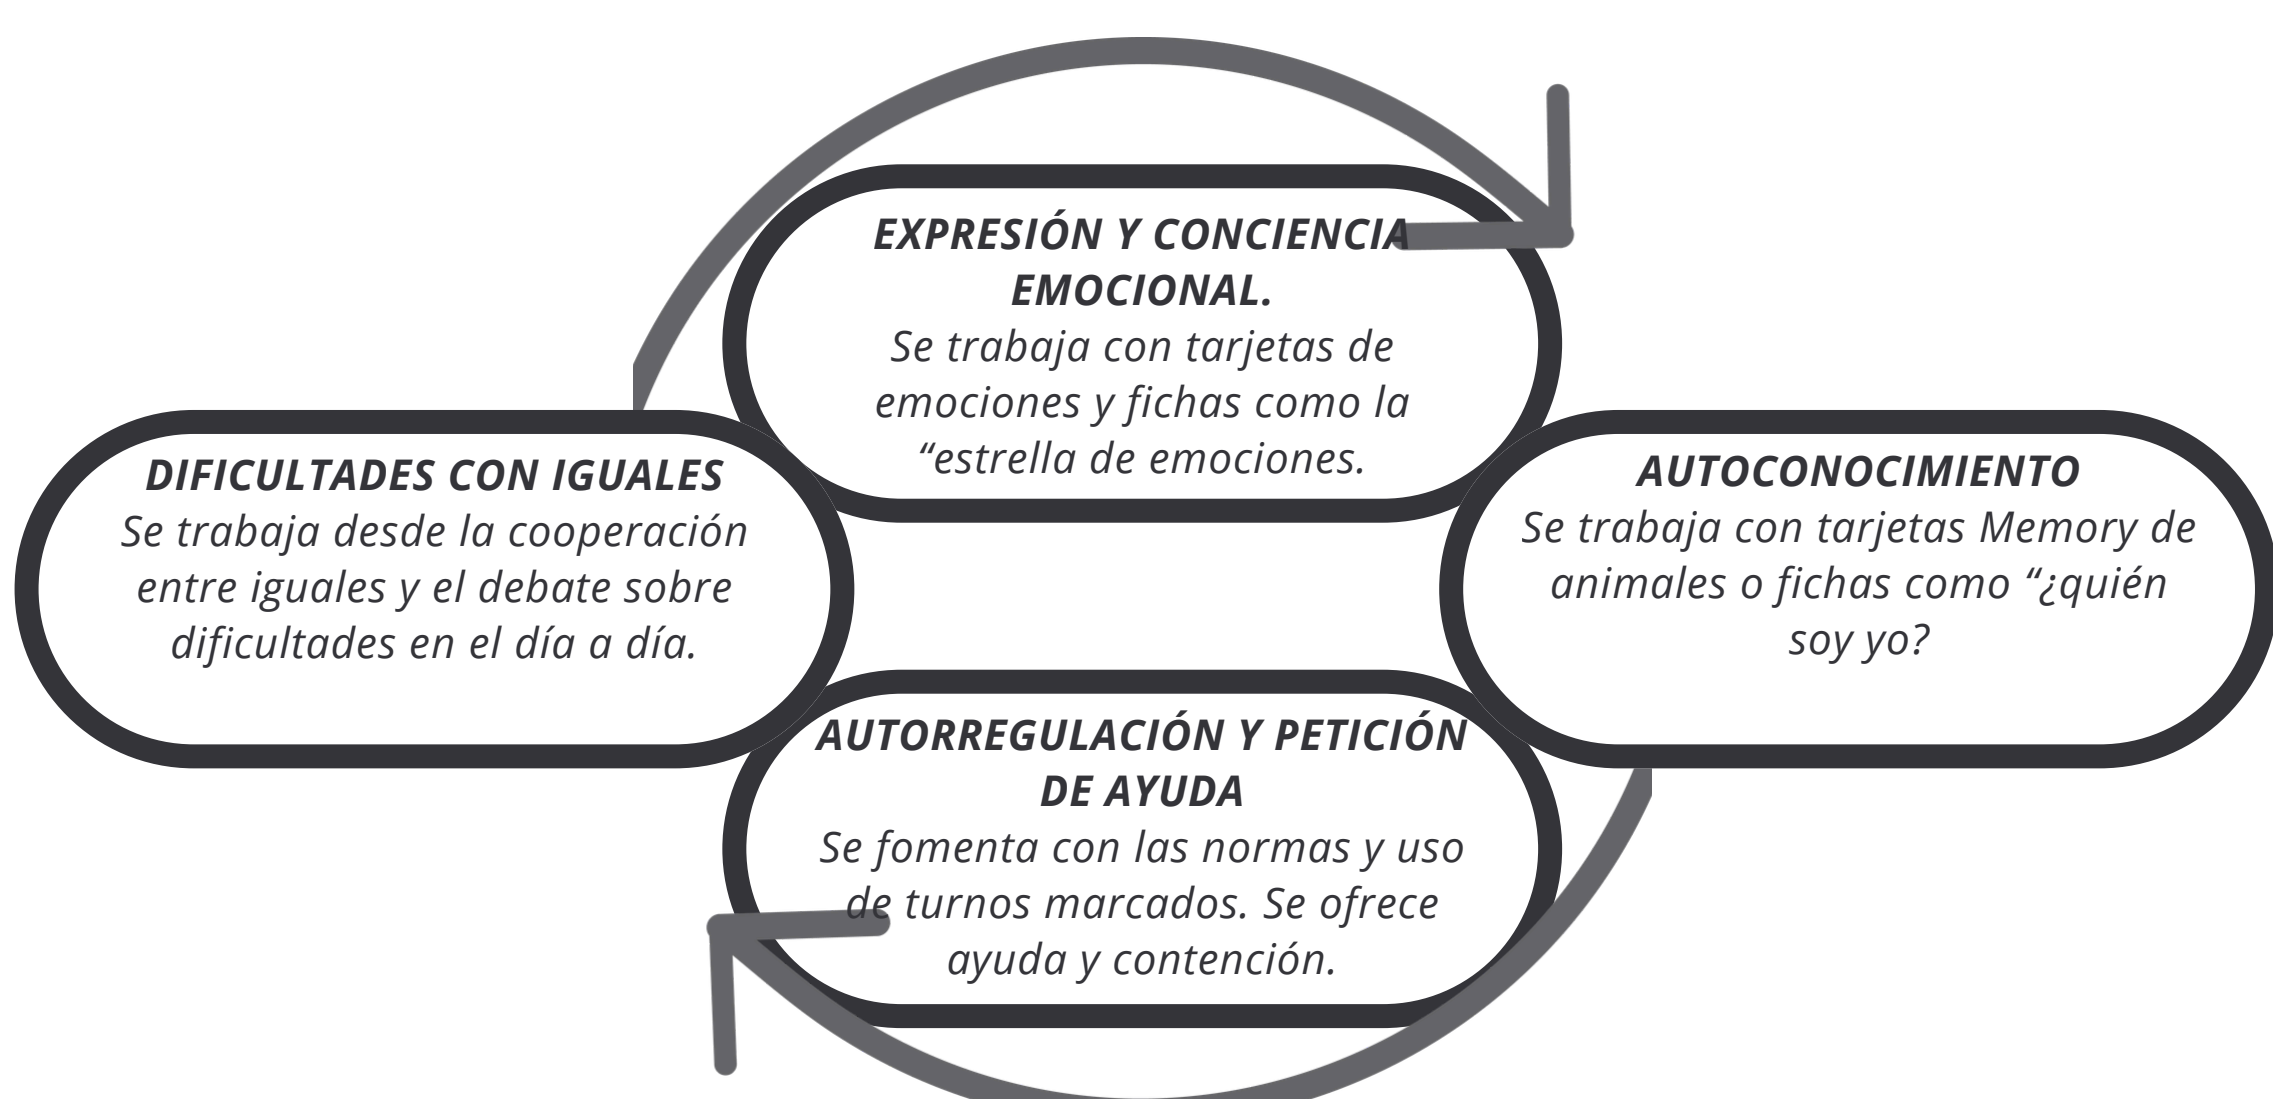 EXPRESIÓN Y CONCIENCIA
EMOCIONAL.
Se trabaja con tarjetas de
emociones y fichas como la
“estrella de emociones.
DIFICULTADES CON IGUALES
Se trabaja desde la cooperación
entre iguales y el debate sobre
dificultades en el día a día.
AUTOCONOCIMIENTO
Se trabaja con tarjetas Memory de
animales o fichas como “¿quién
soy yo?
AUTORREGULACIÓN Y PETICIÓN
DE AYUDA
Se fomenta con las normas y uso
de turnos marcados. Se ofrece
ayuda y contención.